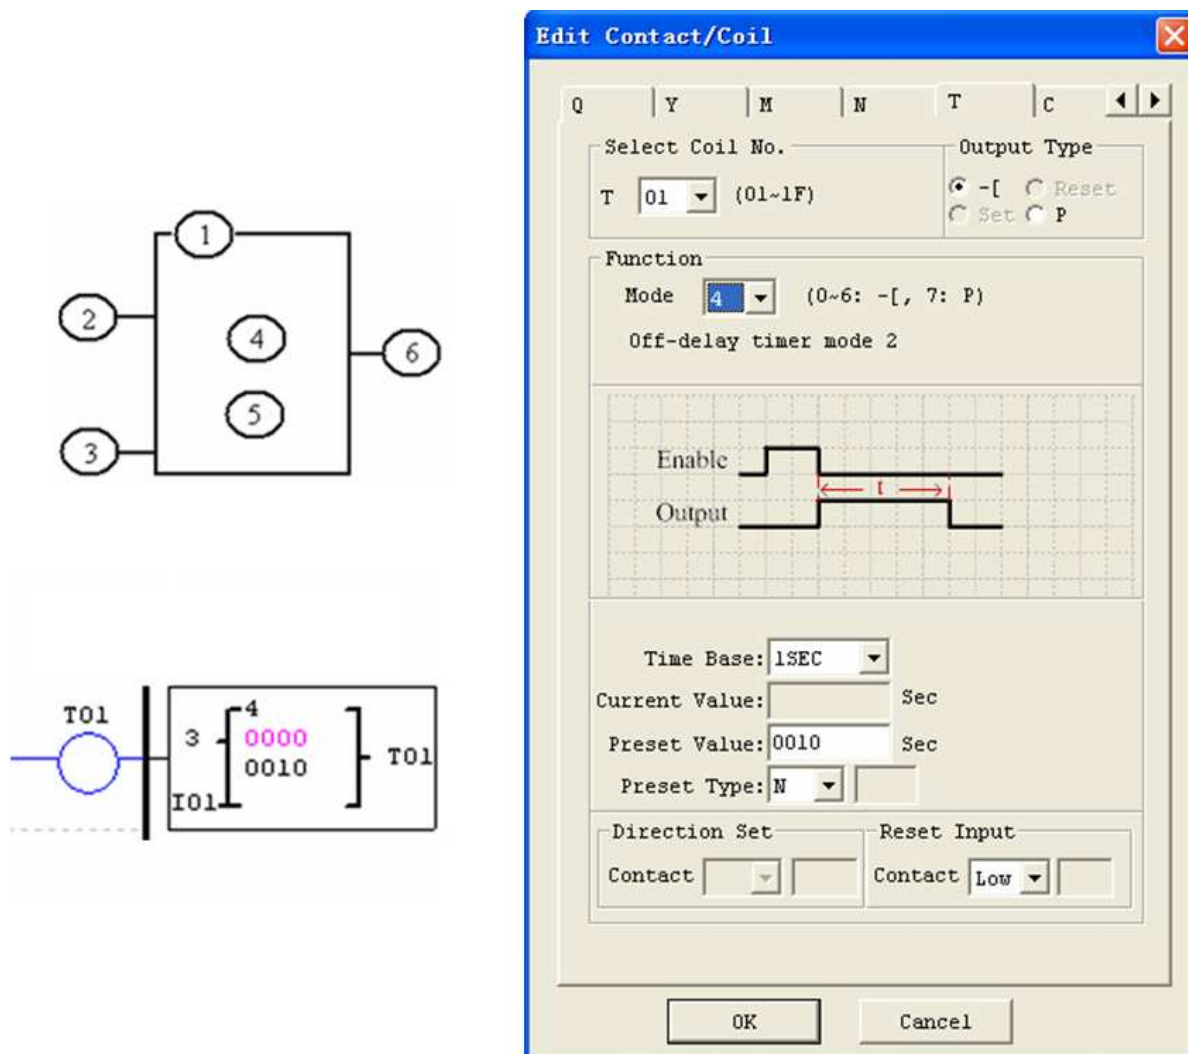 1
2
4
6
5
3
T01
4
3
0000
0010
T01
I01
Edit Contact/Coil
Q Y M N T C
Select Coil No.
Output Type
T 01 (01~1F)
-[ Reset
Set P
Function
Mode 4 (0~6: -[, 7: P)
Off-delay timer mode 2
Enable
t
Output
Time Base: 1SEC
Current Value: Sec
Preset Value: 0010 Sec
Preset Type: N
Direction Set
Reset Input
Contact
Contact Low
OK Cancel